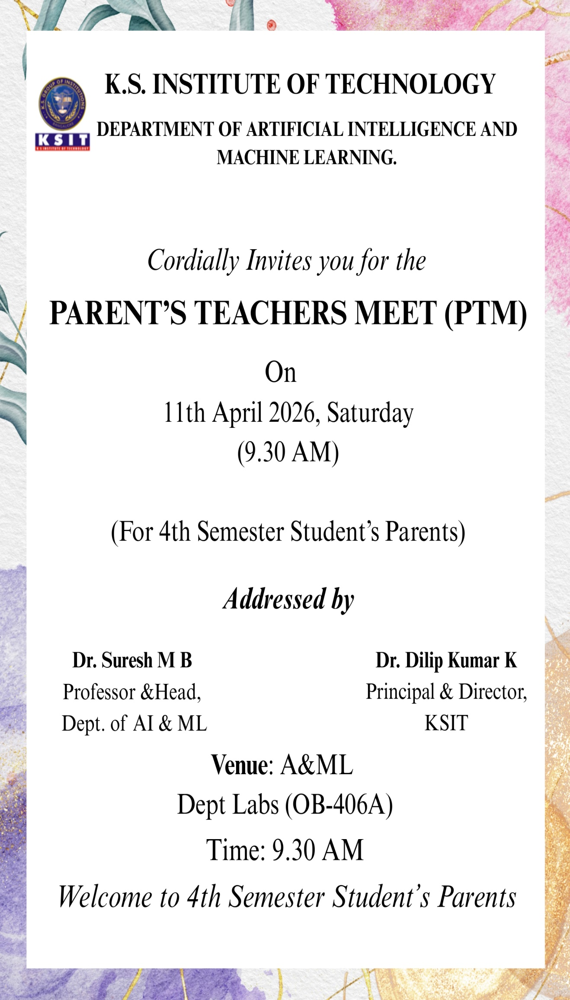 K.S. GROUP OF INSTITUTIONS
BANGALORE
KSIT
K S INSTITUTE OF TECHNOLOGY
K.S. INSTITUTE OF TECHNOLOGY
DEPARTMENT OF ARTIFICIAL INTELLIGENCE AND
MACHINE LEARNING.
Cordially Invites you for the
PARENT’S TEACHERS MEET (PTM)
On
11th April 2026, Saturday
(9.30 AM)
(For 4th Semester Student’s Parents)
Addressed by
Dr. Suresh M B
Professor &Head,
Dept. of AI & ML
Dr. Dilip Kumar K
Principal & Director,
KSIT
Venue: A&ML
Dept Labs (OB-406A)
Time: 9.30 AM
Welcome to 4th Semester Student’s Parents